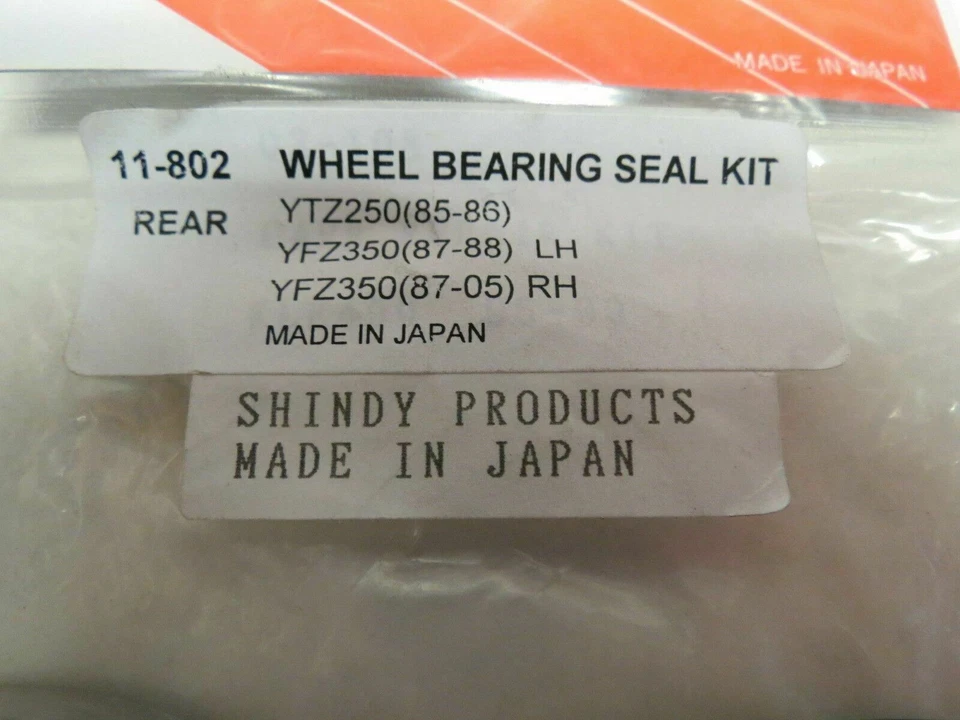 MADE IN JAPAN
11-802 WHEEL BEARING SEAL KIT
REAR YTZ250(85-86)
YFZ350(87-88) LH
YFZ350(87-05) RH
MADE IN JAPAN
SHINDY PRODUCTS
MADE IN JAPAN